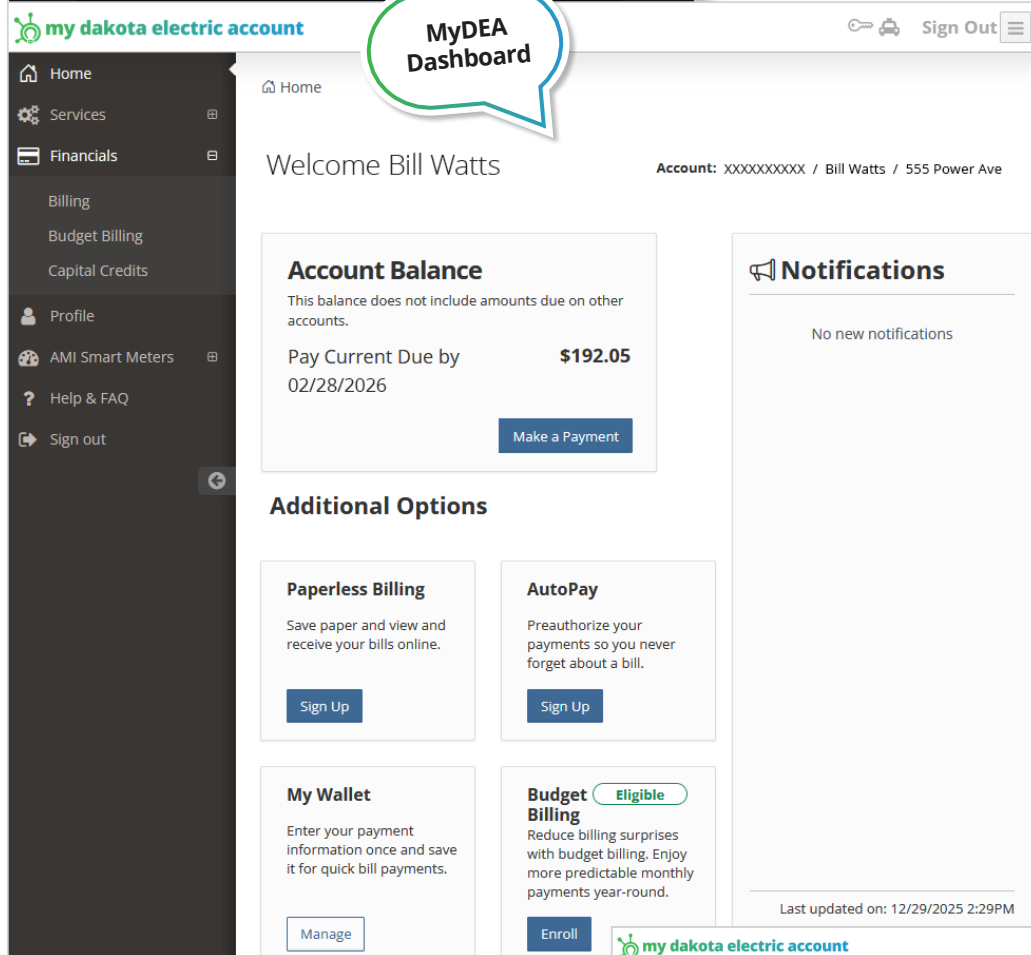 my dakota electric account
MyDEA
Dashboard
Sign Out
Home
Services
Financials
Billing
Budget Billing
Capital Credits
Profile
AMI Smart Meters
? Help & FAQ
Sign out
Home
Welcome Bill Watts
Account: XXXXXXXXXX / Bill Watts / 555 Power Ave
Account Balance
This balance does not include amounts due on other
accounts.
Pay Current Due by
02/28/2026
$192.05
Make a Payment
Notifications
No new notifications
Last updated on: 12/29/2025 2:29PM
Additional Options
Paperless Billing
Save paper and view and
receive your bills online.
Sign Up
AutoPay
Preauthorize your
payments so you never
forget about a bill.
Sign Up
My Wallet
Enter your payment
information once and save
it for quick bill payments.
Manage
Budget Eligible
Billing
Reduce billing surprises
with budget billing. Enjoy
more predictable monthly
payments year-round.
Enroll
my dakota electric account